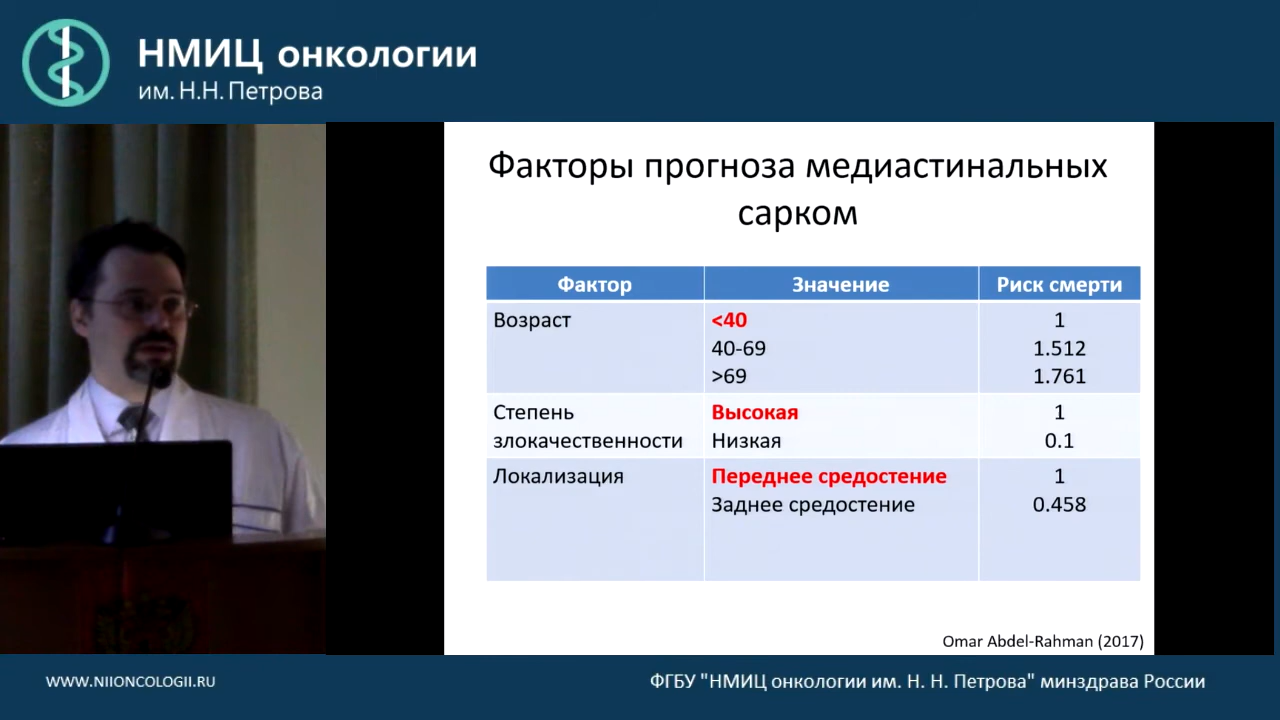 НМИЦ онкологии
им. Н.Н. Петрова
Факторы прогноза медиастинальных
сарком
Фактор Значение Риск смерти
Возраст <40 1
40-69 1.512
>69 1.761
Степень Высокая 1
злокачественности Низкая 0.1
Локализация Переднее средостение 1
Заднее средостение 0.458
Omar Abdel-Rahman (2017)
WWW.NIIONCOLOGII.RU
ФГБУ "НМИЦ онкологии им. Н. Н. Петрова" минздрава России